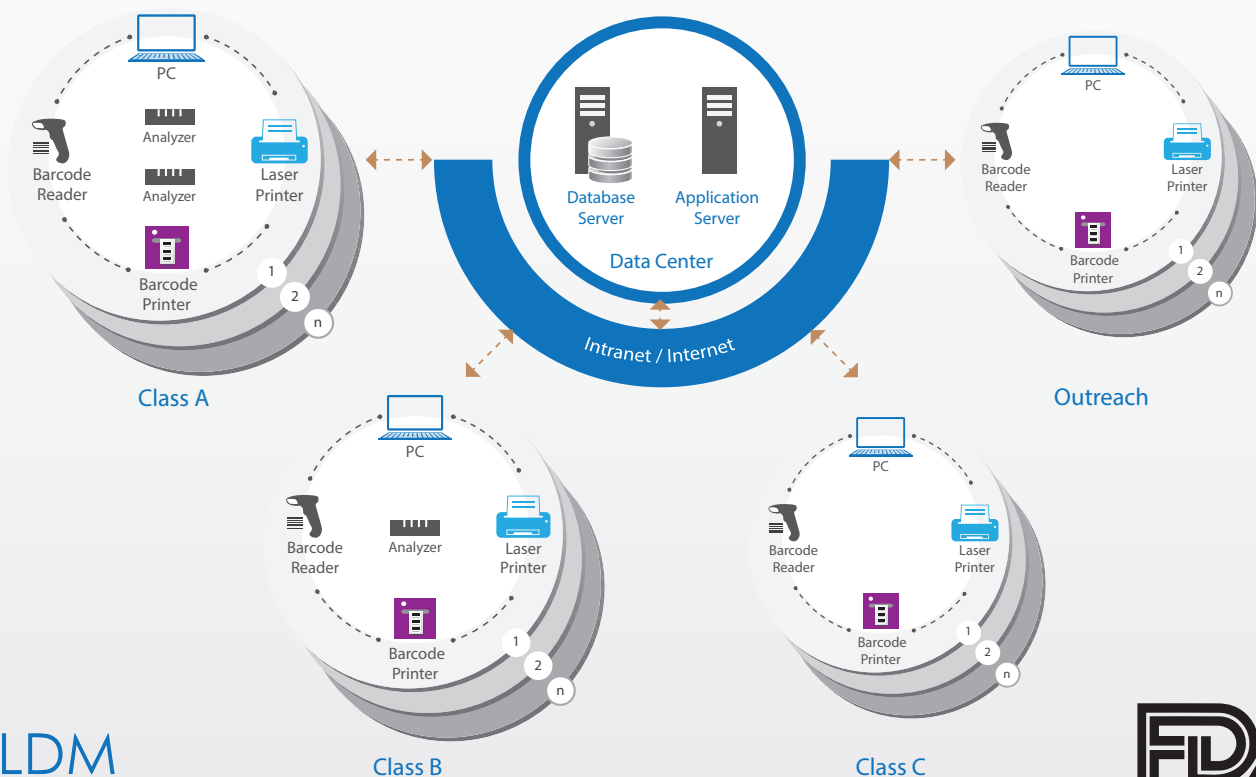 PC
Analyzer
Barcode
Reader
Analyzer
Laser
Printer
Barcode
Printer
1
2
n
Class A
Database
Server
Application
Server
Data Center
Intranet / Internet
PC
Barcode
Reader
Laser
Printer
Barcode
Printer
1
2
n
Outreach
PC
Barcode
Reader
Analyzer
Laser
Printer
Barcode
Printer
1
2
n
Class B
PC
Barcode
Reader
Laser
Printer
Barcode
Printer
1
2
n
Class C
LDM